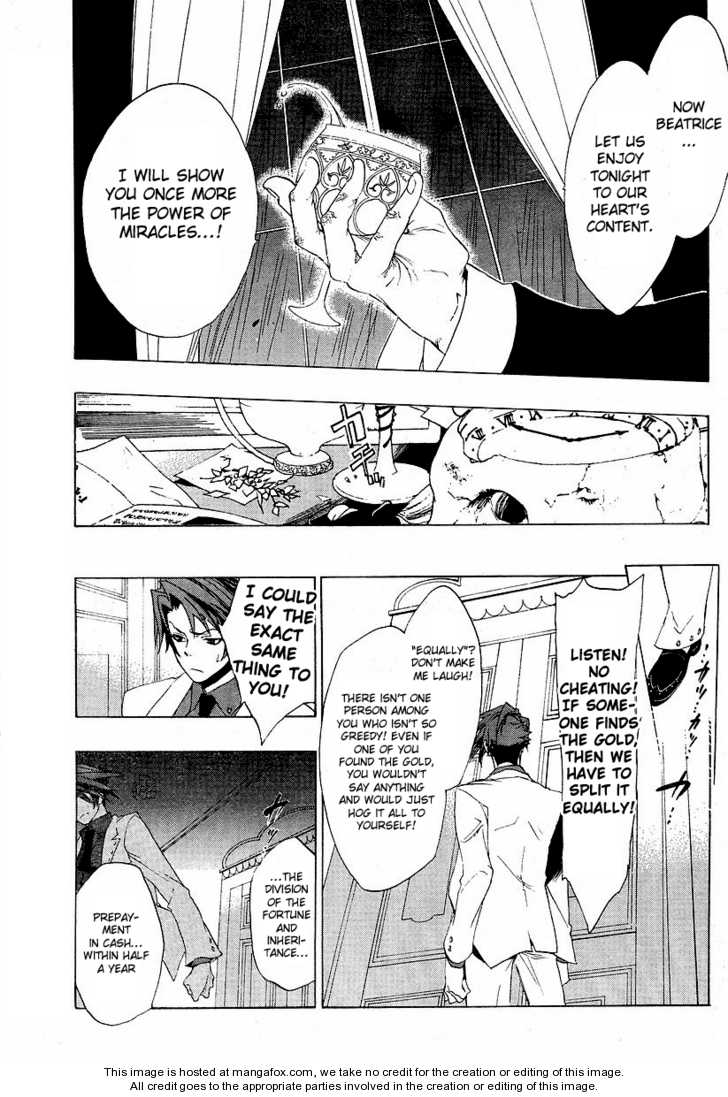 NOW
BEATRICE
...
LET US
ENJOY
TONIGHT
TO OUR
HEART'S
CONTENT.
I WILL SHOW
YOU ONCE MORE
THE POWER OF
MIRACLES...!
カチッ
VII
VIII
LISTEN!
NO
CHEATING!
IF SOME-
ONE FINDS
THE GOLD,
THEN WE
HAVE TO
SPLIT IT
EQUALLY!
"EQUALLY"?
DON'T MAKE
ME LAUGH!
THERE ISN'T ONE
PERSON AMONG
YOU WHO ISN'T SO
GREEDY! EVEN IF
ONE OF YOU
FOUND THE GOLD,
YOU WOULDN'T
SAY ANYTHING
AND WOULD JUST
HOG IT ALL TO
YOURSELF!
I COULD
SAY THE
EXACT
SAME
THING TO
YOU!
...THE
DIVISION
OF THE
FORTUNE
AND
INHERI-
TANCE...
PREPAY-
MENT
IN CASH...
WITHIN HALF
A YEAR
This image is hosted at mangafox.com, we take no credit for the creation or editing of this image.
All credit goes to the appropriate parties involved in the creation or editing of this image.